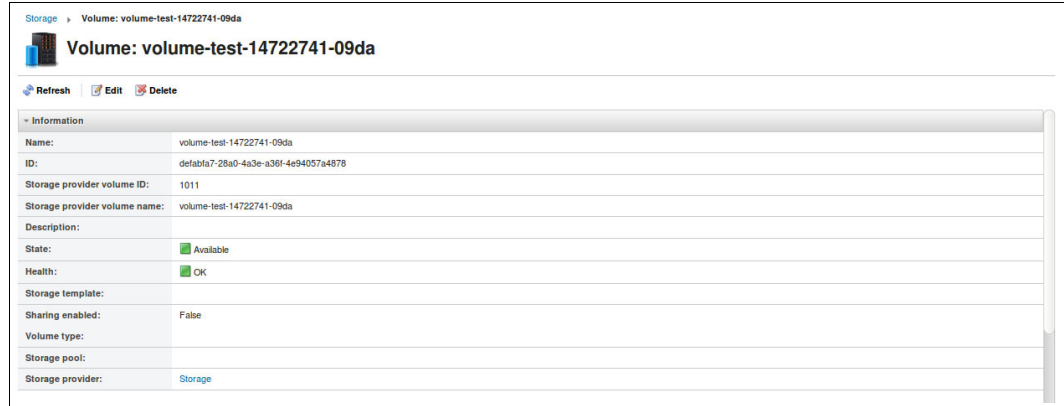 Storage ▸ Volume: volume-test-14722741-09da
Volume: volume-test-14722741-09da
Refresh Edit Delete
Information
Name: volume-test-14722741-09da
ID: defabfa7-28a0-4a3e-a36f-4e94057a4878
Storage provider volume ID: 1011
Storage provider volume name: volume-test-14722741-09da
Description:
State: Available
Health: OK
Storage template:
Sharing enabled: False
Volume type:
Storage pool:
Storage provider: Storage